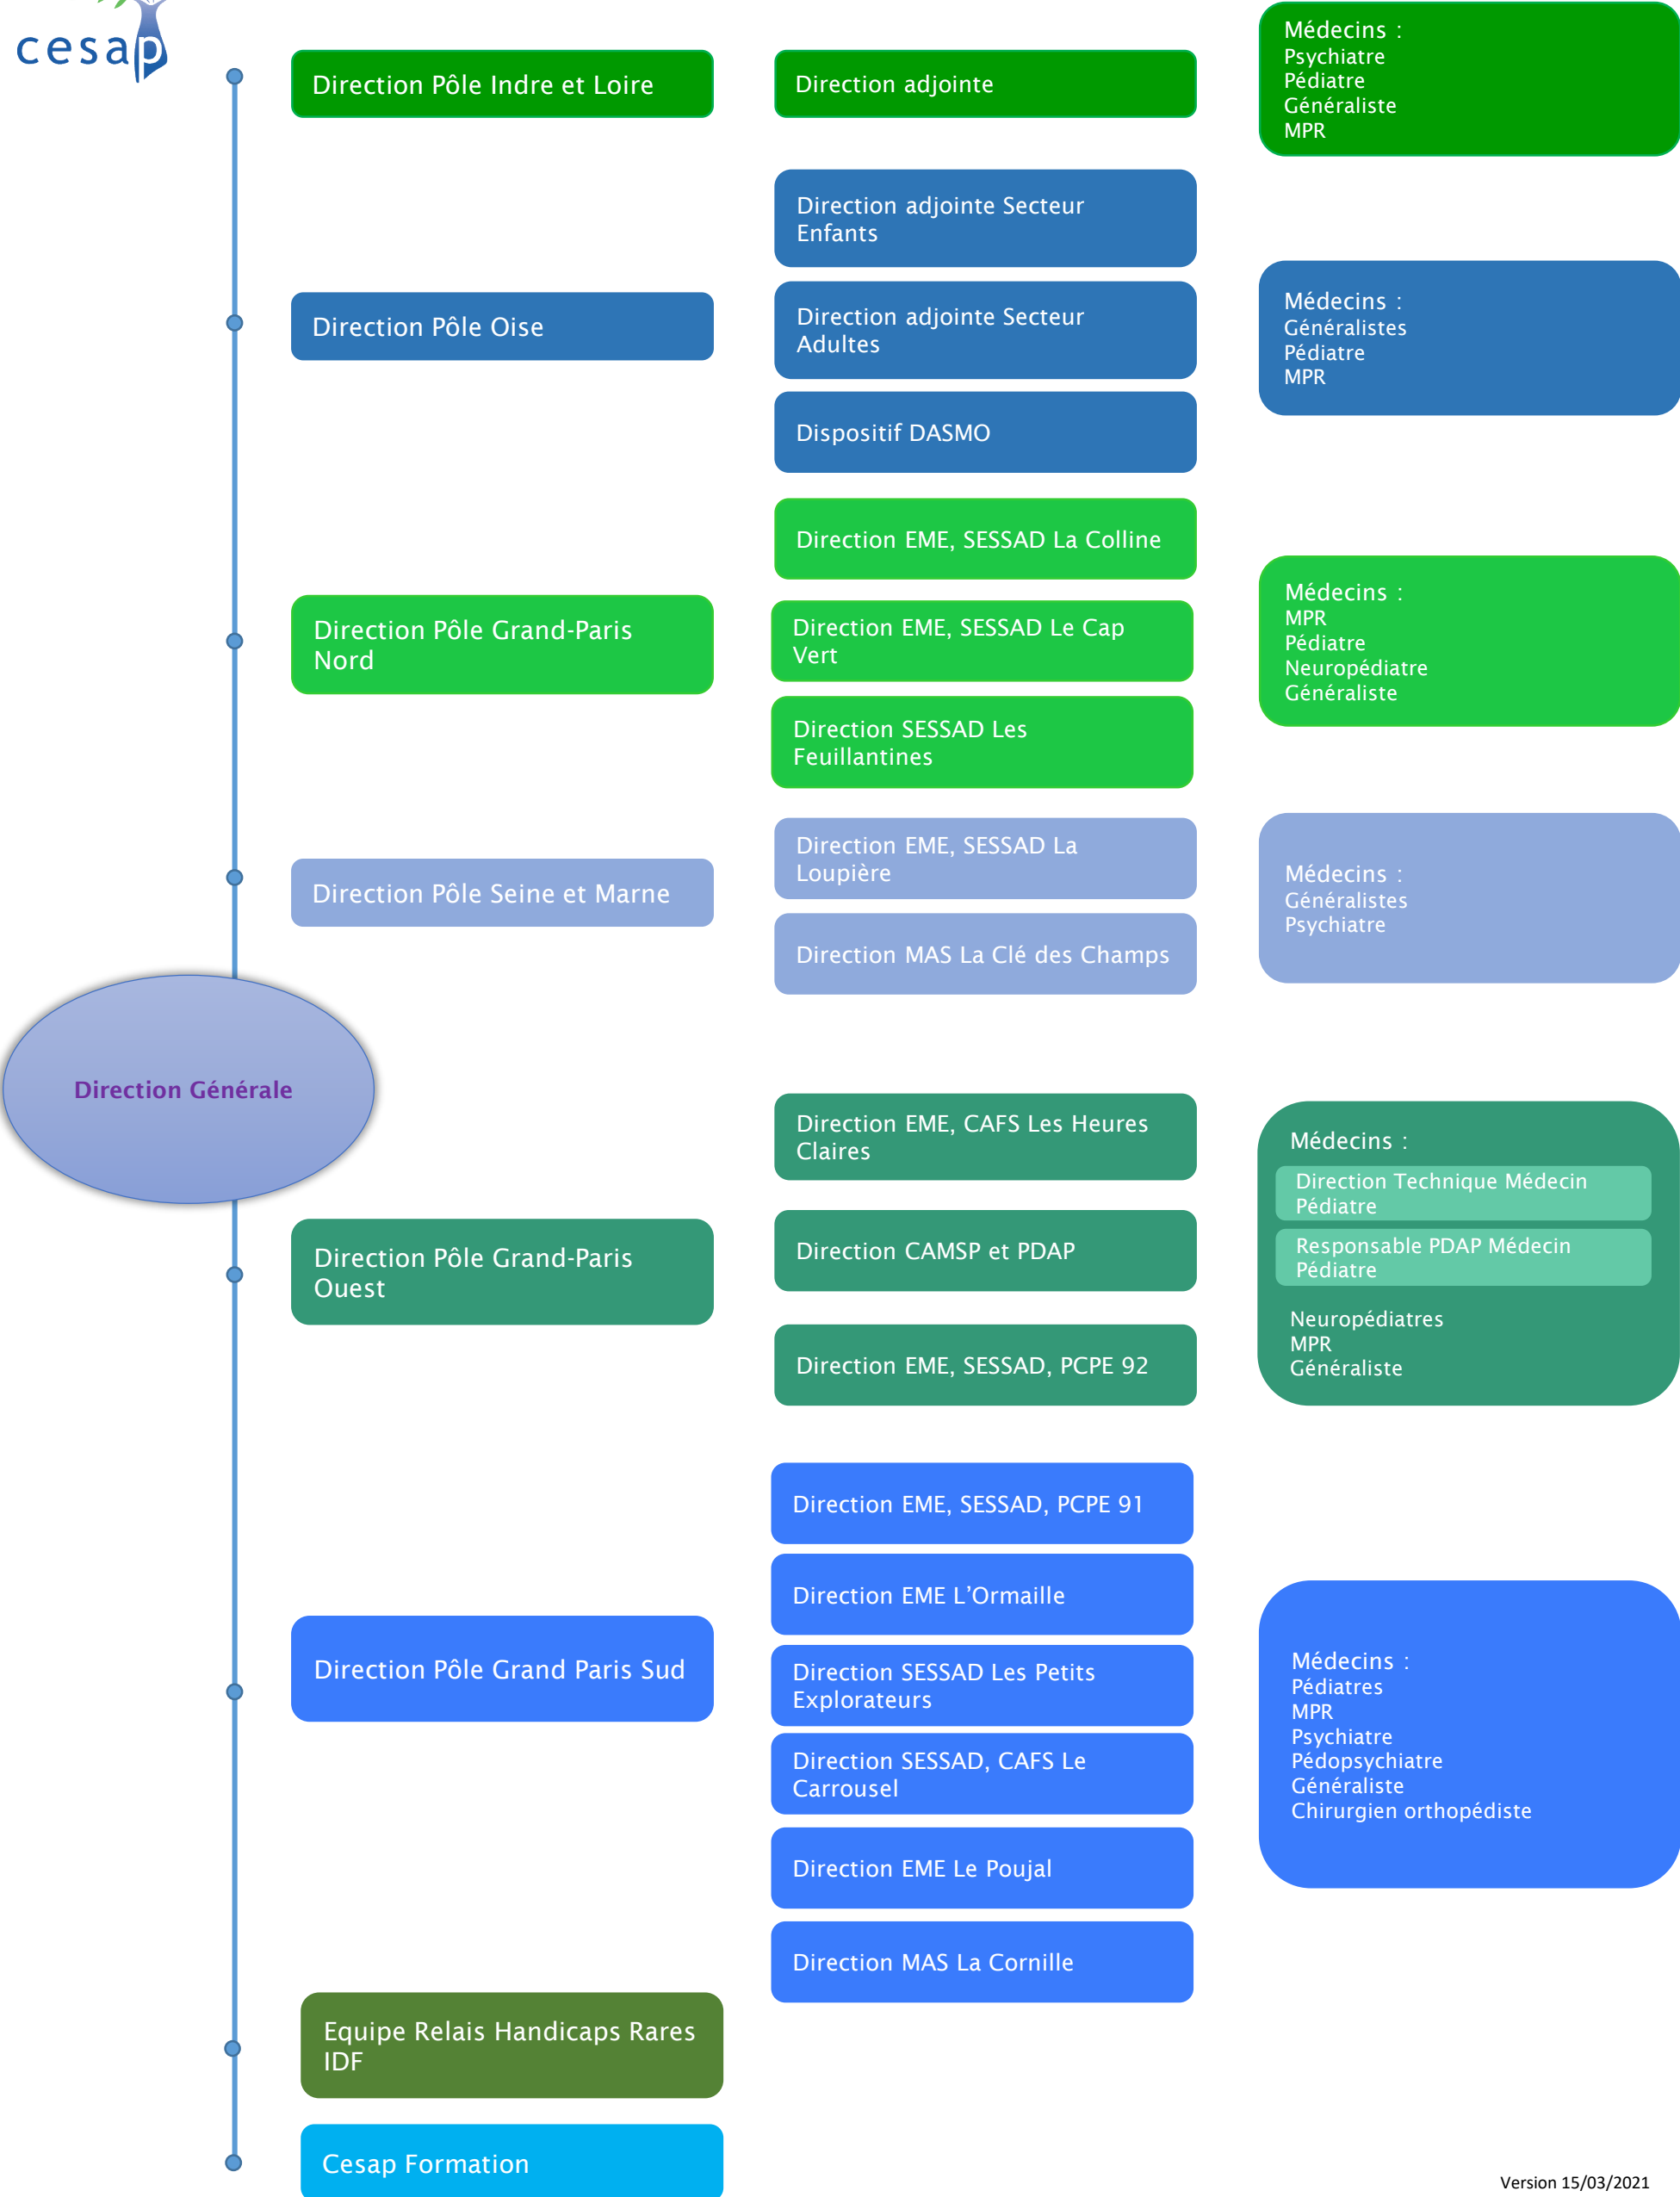 cesap
Direction Pôle Indre et Loire
Direction adjointe
Médecins :
Psychiatre
Pédiatre
Généraliste
MPR
Direction Pôle Oise
Direction adjointe Secteur
Enfants
Direction adjointe Secteur
Adultes
Dispositif DASMO
Médecins :
Généralistes
Pédiatre
MPR
Direction Pôle Grand-Paris
Nord
Direction EME, SESSAD La Colline
Direction EME, SESSAD Le Cap
Vert
Direction SESSAD Les
Feuillantines
Médecins :
MPR
Pédiatre
Neuropédiatre
Généraliste
Direction Pôle Seine et Marne
Direction EME, SESSAD La
Loupière
Direction MAS La Clé des Champs
Médecins :
Généralistes
Psychiatre
Direction Générale
Direction Pôle Grand-Paris
Ouest
Direction EME, CAFS Les Heures
Claires
Direction CAMSP et PDAP
Direction EME, SESSAD, PCPE 92
Médecins :
Direction Technique Médecin
Pédiatre
Responsable PDAP Médecin
Pédiatre
Neuropédiatres
MPR
Généraliste
Direction Pôle Grand Paris Sud
Direction EME, SESSAD, PCPE 91
Direction EME L’Ormaille
Direction SESSAD Les Petits
Explorateurs
Direction SESSAD, CAFS Le
Carrousel
Direction EME Le Poujal
Direction MAS La Cornille
Médecins :
Pédiatres
MPR
Psychiatre
Pédopsychiatre
Généraliste
Chirurgien orthopédiste
Equipe Relais Handicaps Rares
IDF
Cesap Formation
Version 15/03/2021